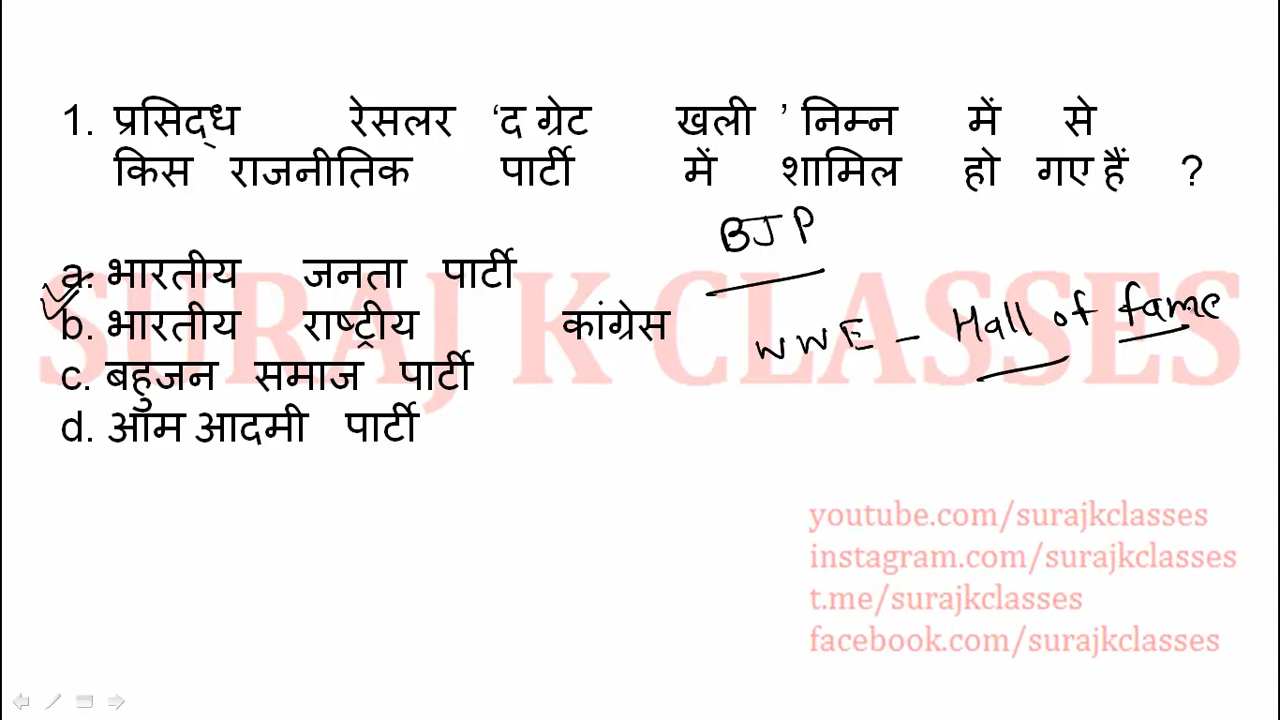 1. प्रसिद्ध रेसलर ‘द ग्रेट खली ’ निम्न में से
किस राजनीतिक पार्टी में शामिल हो गए हैं ?
BJP
a. भारतीय जनता पार्टी
b. भारतीय राष्ट्रीय कांग्रेस
WWE - Hall of fame
c. बहुजन समाज पार्टी
d. आम आदमी पार्टी
SURAJ K CLASSES
youtube.com/surajkclasses
instagram.com/surajkclasses
t.me/surajkclasses
facebook.com/surajkclasses